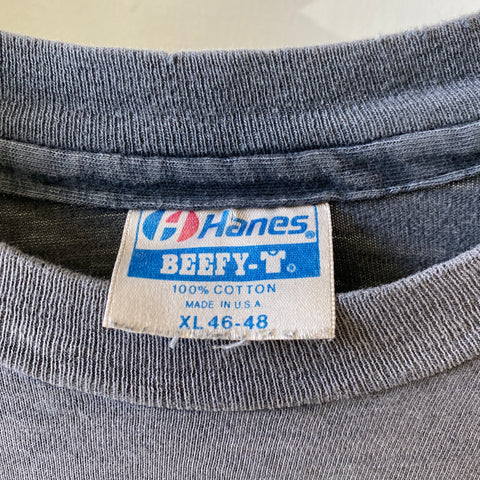 Hanes®
BEEFY-T®
100% COTTON
MADE IN U.S.A.
XL 46-48